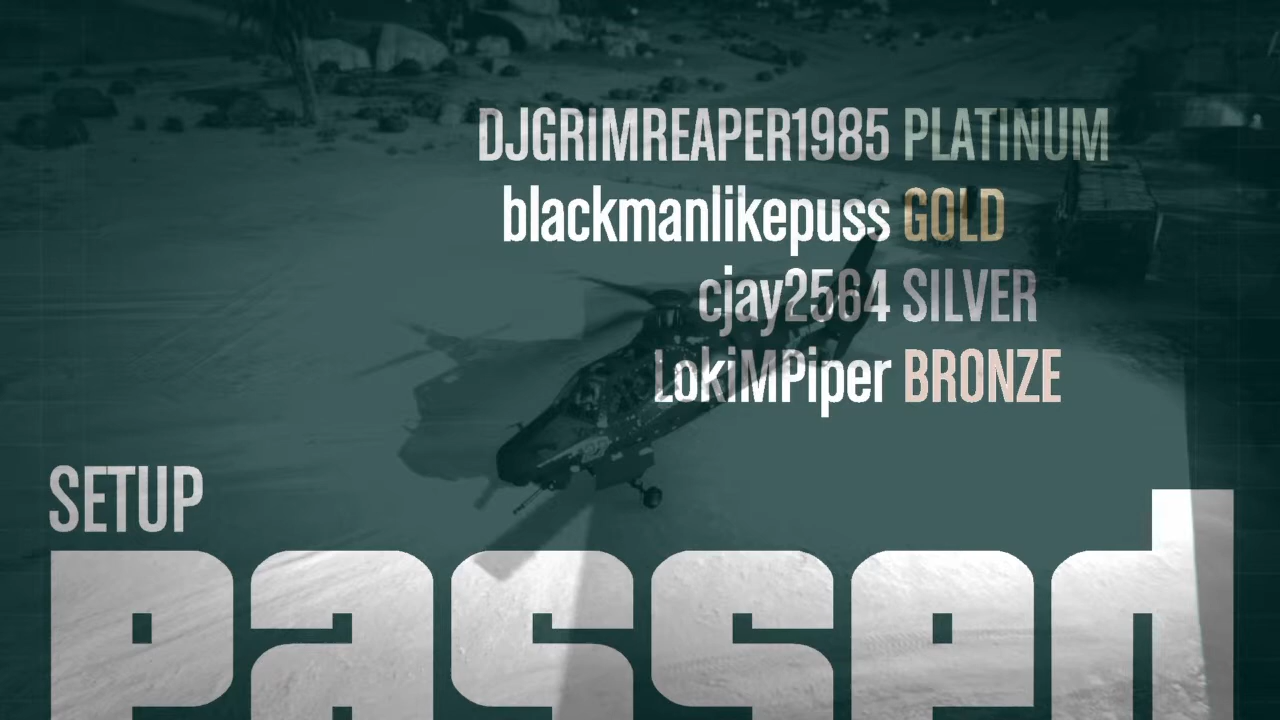 DJGRIMREAPER1985 PLATINUM
blackmanlikepuss GOLD
cjay2564 SILVER
LokiMPiper BRONZE
SETUP
passed